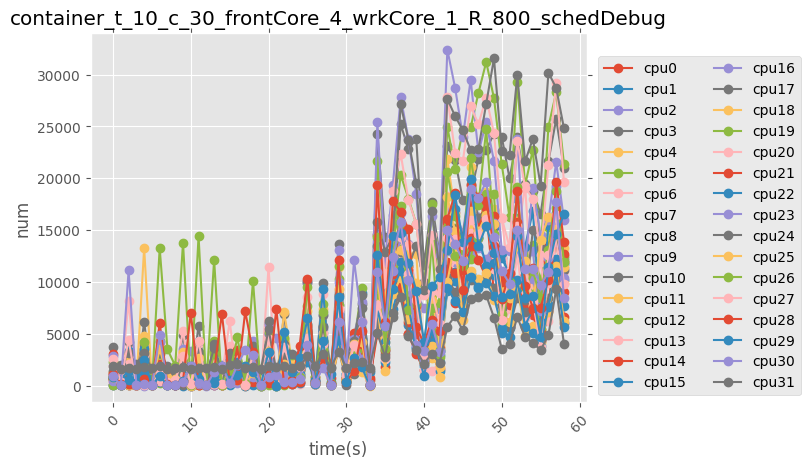 container_t_10_c_30_frontCore_4_wrkCore_1_R_800_schedDebug
30000
25000
20000
15000
10000
5000
0
num
0
10
20
30
40
50
60
time(s)
cpu0
cpu1
cpu2
cpu3
cpu4
cpu5
cpu6
cpu7
cpu8
cpu9
cpu10
cpu11
cpu12
cpu13
cpu14
cpu15
cpu16
cpu17
cpu18
cpu19
cpu20
cpu21
cpu22
cpu23
cpu24
cpu25
cpu26
cpu27
cpu28
cpu29
cpu30
cpu31